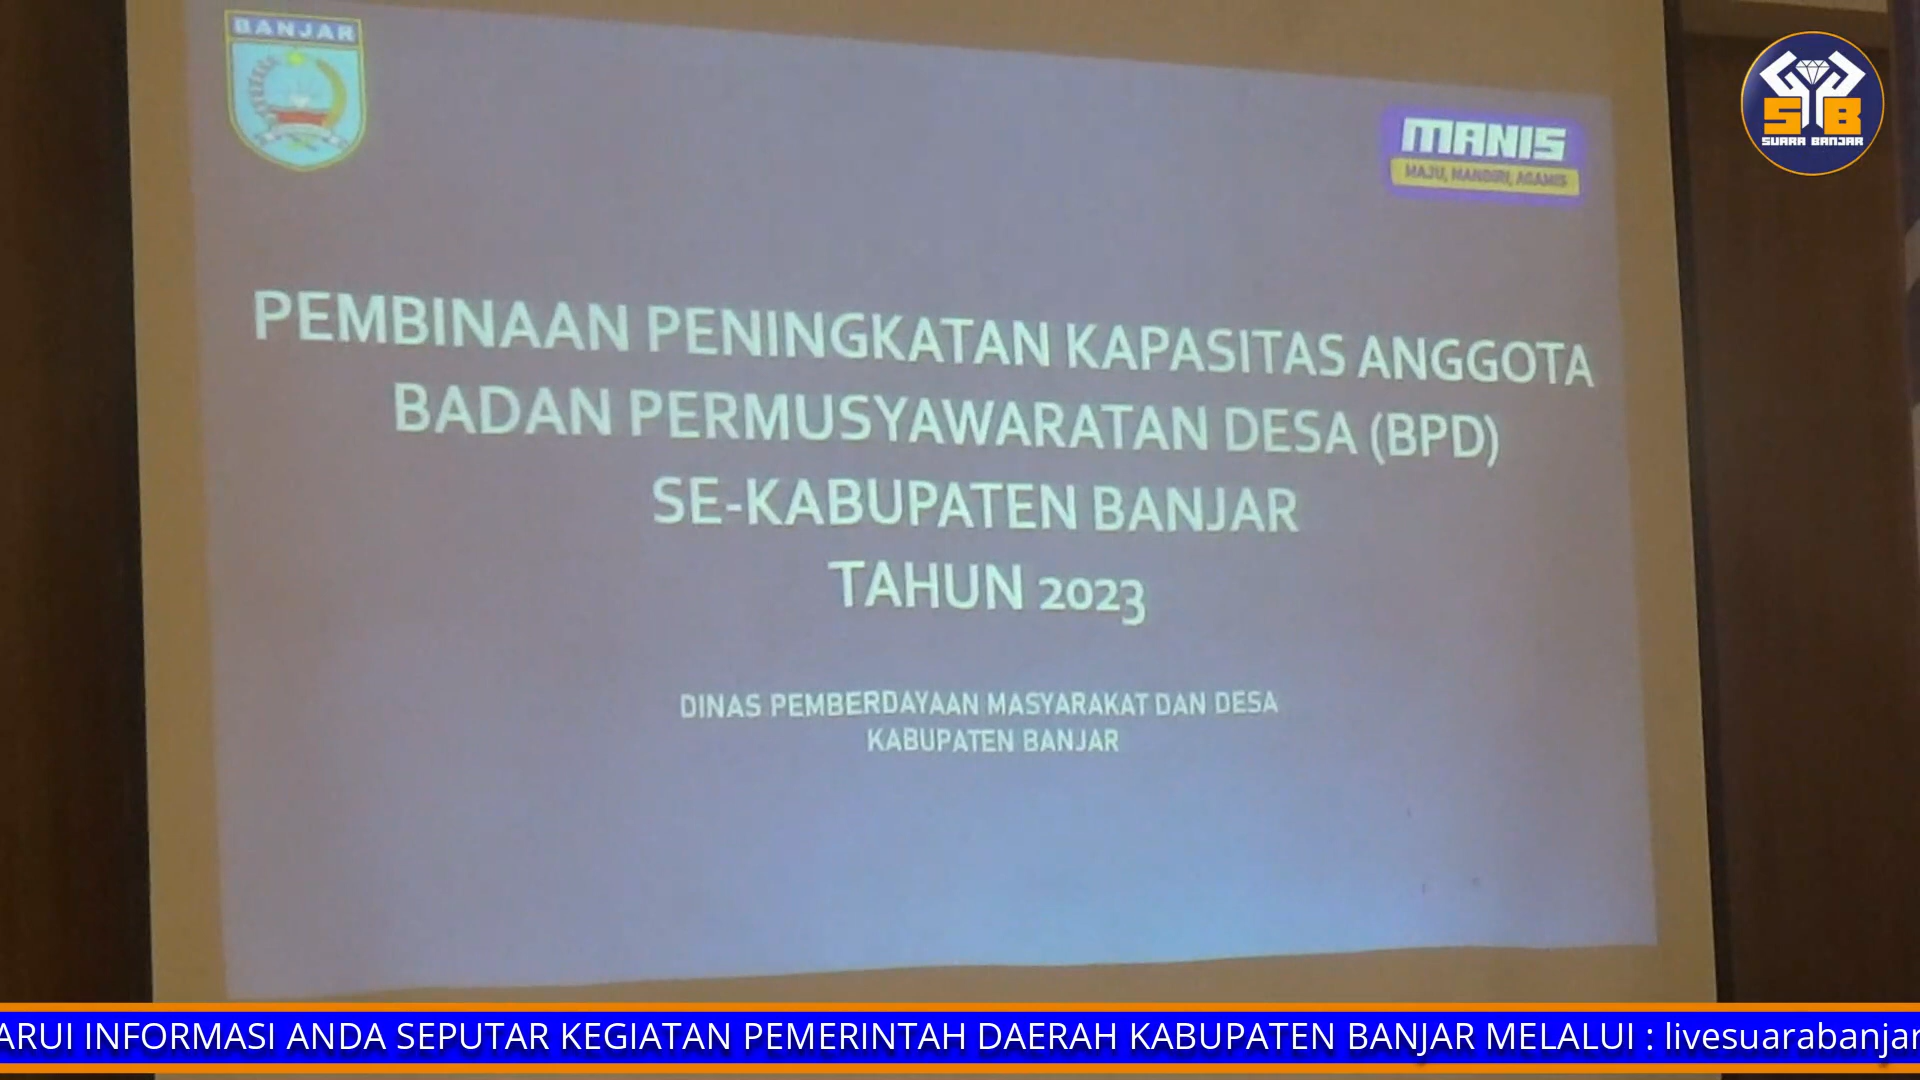 BANJAR
MANIS
MAJU, MANDIRI, AGAMIS
SB
SUARA BANJAR
PEMBINAAN PENINGKATAN KAPASITAS ANGGOTA
BADAN PERMUSYAWARATAN DESA (BPD)
SE-KABUPATEN BANJAR
TAHUN 2023
DINAS PEMBERDAYAAN MASYARAKAT DAN DESA
KABUPATEN BANJAR
ARUI INFORMASI ANDA SEPUTAR KEGIATAN PEMERINTAH DAERAH KABUPATEN BANJAR MELALUI : livesuarabanjar